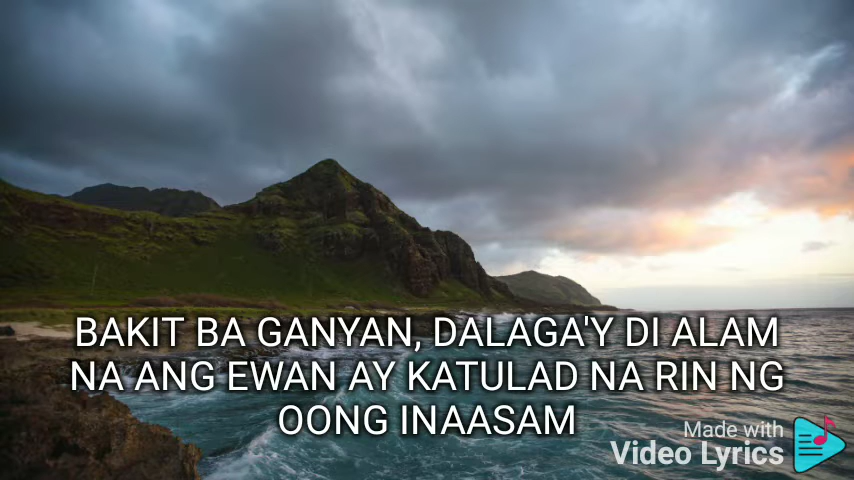 BAKIT BA GANYAN, DALAGA'Y DI ALAM
NA ANG EWAN AY KATULAD NA RIN NG
OONG INAASAM
Made with
Video Lyrics